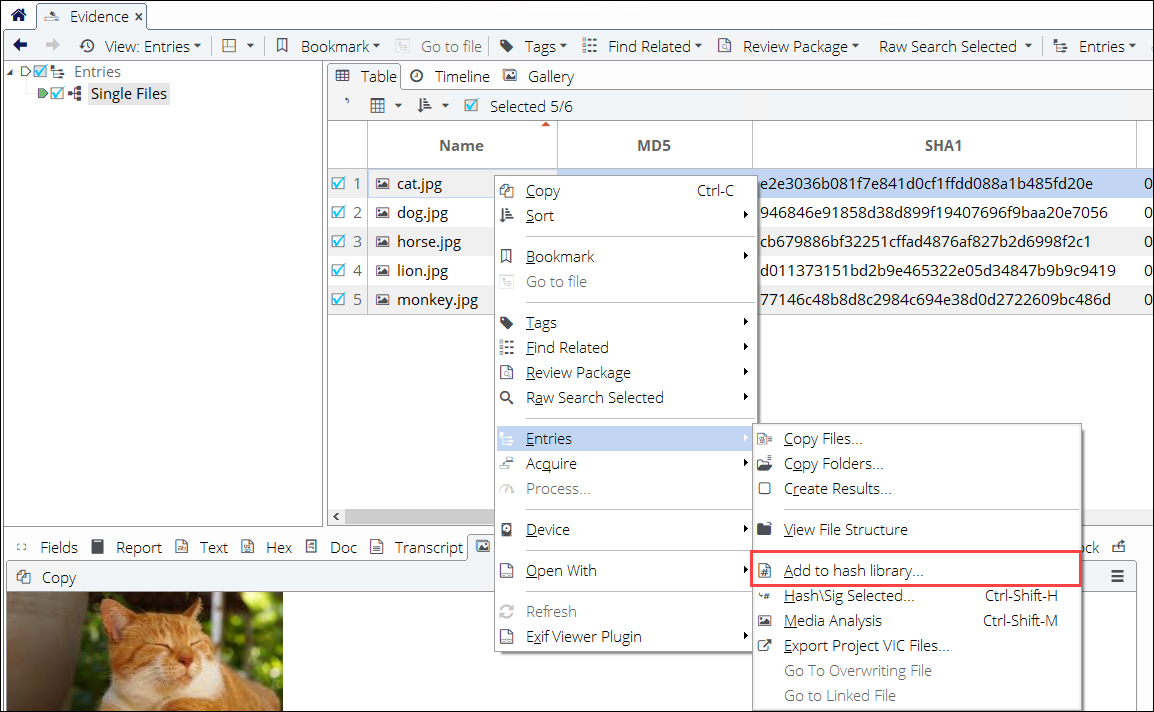 Evidence
View: Entries
Bookmark
Go to file
Tags
Find Related
Review Package
Raw Search Selected
Entries
Entries
Single Files
Table
Timeline
Gallery
Selected 5/6
Name MD5 SHA1
1 cat.jpg e2e3036b081f7e841d0cf1ffdd088a1b485fd20e 0
2 dog.jpg 946846e91858d38d899f19407696f9baa20e7056 0
3 horse.jpg cb679886bf32251cffad4876af827b2d6998f2c1 0
4 lion.jpg d011373151bd2b9e465322e05d34847b9b9c9419 0
5 monkey.jpg 77146c48b8d8c2984c694e38d0d2722609bc486d 0
Copy Ctrl-C
Sort
Bookmark
Go to file
Tags
Find Related
Review Package
Raw Search Selected
Entries
Acquire
Process...
Device
Open With
Refresh
Exif Viewer Plugin
Copy Files...
Copy Folders...
Create Results...
View File Structure
Add to hash library...
Hash\Sig Selected... Ctrl-Shift-H
Media Analysis Ctrl-Shift-M
Export Project VIC Files...
Go To Overwriting File
Go to Linked File
Fields
Report
Text
Hex
Doc
Transcript
ock
Copy